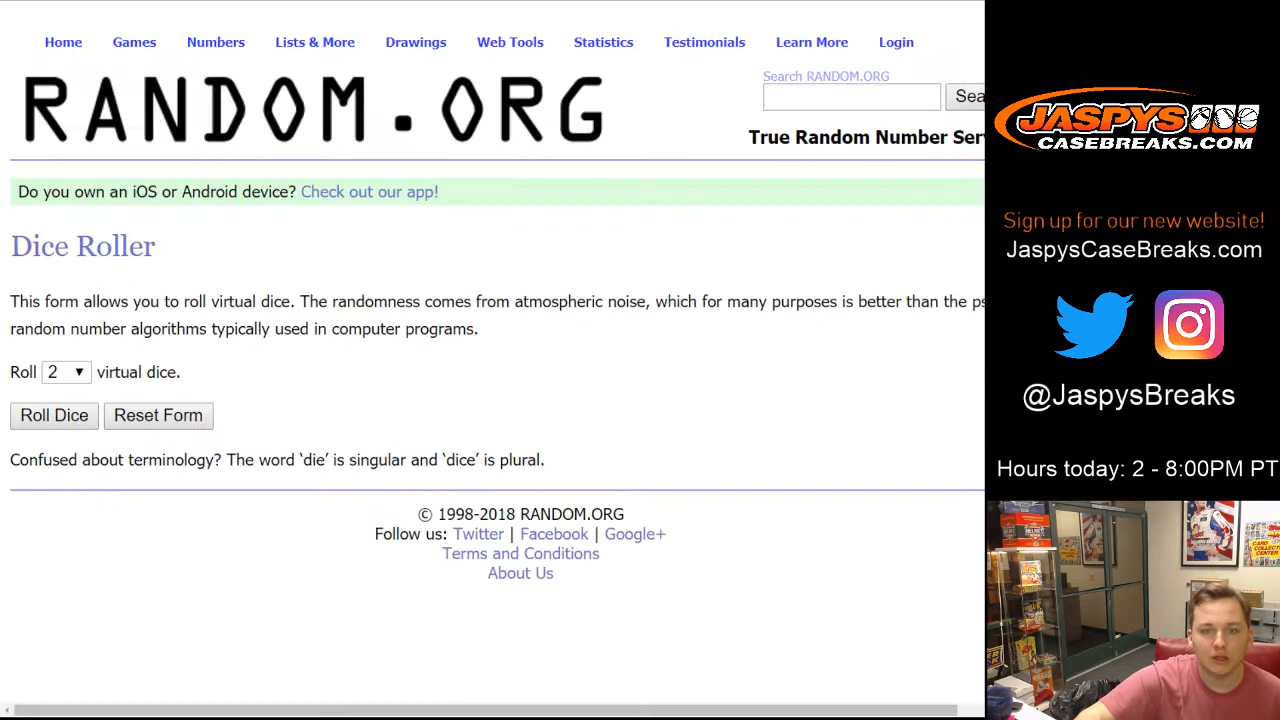 Home Games Numbers Lists & More Drawings Web Tools Statistics Testimonials Learn More Login
RANDOM.ORG
Search RANDOM.ORG
Sea
True Random Number Ser
Do you own an iOS or Android device? Check out our app!
Dice Roller
This form allows you to roll virtual dice. The randomness comes from atmospheric noise, which for many purposes is better than the ps
random number algorithms typically used in computer programs.
Roll 2 virtual dice.
Roll Dice Reset Form
Confused about terminology? The word ‘die’ is singular and ‘dice’ is plural.
© 1998-2018 RANDOM.ORG
Follow us: Twitter | Facebook | Google+
Terms and Conditions
About Us
JASPYS
CASEBREAKS.COM
Sign up for our new website!
JaspysCaseBreaks.com
@JaspysBreaks
Hours today: 2 - 8:00PM PT